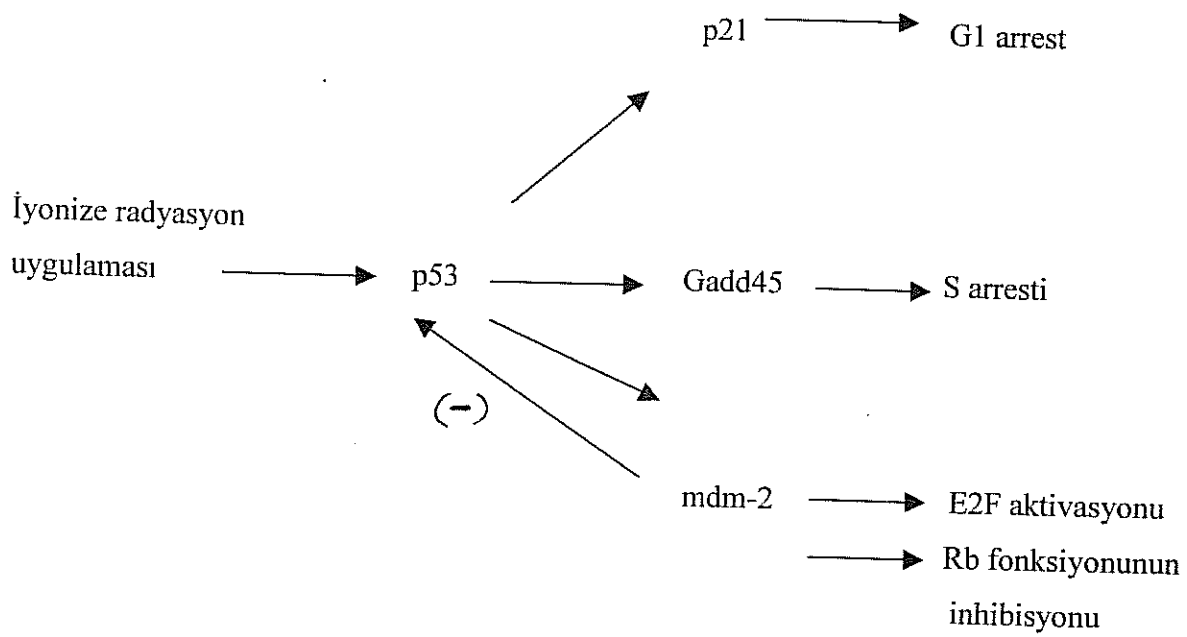 p21
G1 arrest
İyonize radyasyon
uygulaması
p53
Gadd45
S arresti
(-)
mdm-2
E2F aktivasyonu
Rb fonksiyonunun
inhibisyonu